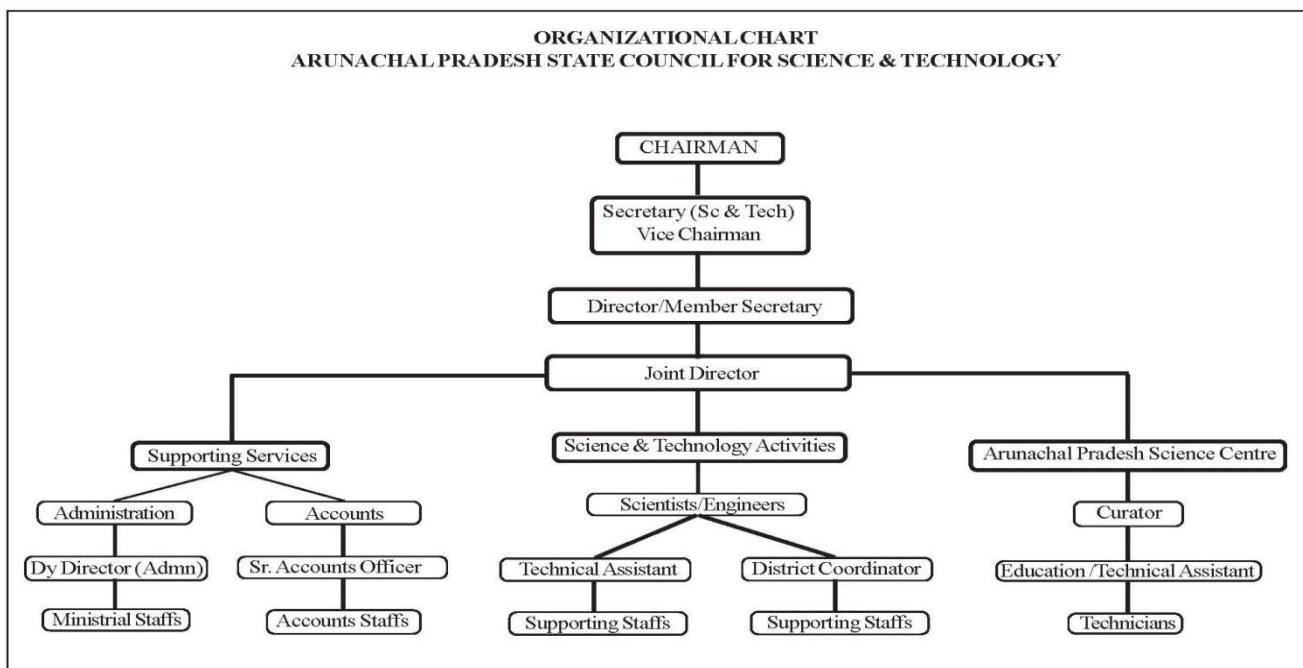 ORGANIZATIONAL CHART
ARUNACHAL PRADESH STATE COUNCIL FOR SCIENCE & TECHNOLOGY
CHAIRMAN
Secretary (Sc & Tech)
Vice Chairman
Director/Member Secretary
Joint Director
Supporting Services
Science & Technology Activities
Arunachal Pradesh Science Centre
Administration
Accounts
Scientists/Engineers
Curator
Dy Director (Admn)
Sr. Accounts Officer
Technical Assistant
District Coordinator
Education /Technical Assistant
Ministrial Staffs
Accounts Staffs
Supporting Staffs
Supporting Staffs
Technicians